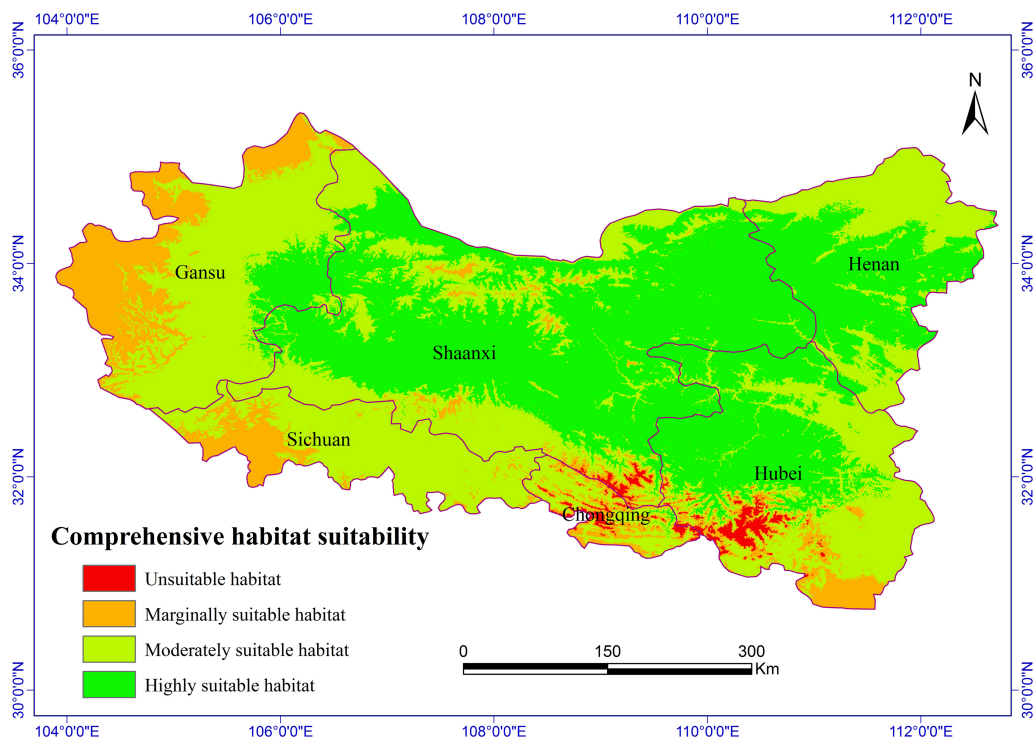 104°0'0"E 106°0'0"E 108°0'0"E 110°0'0"E 112°0'0"E
36°0'0"N
36°0'0"N
N
34°0'0"N
34°0'0"N
Gansu
Henan
Shaanxi
Sichuan
Hubei
32°0'0"N
32°0'0"N
Chongqing
Comprehensive habitat suitability
Unsuitable habitat
Marginally suitable habitat
Moderately suitable habitat
Highly suitable habitat
0 150 300
Km
30°0'0"N
30°0'0"N
104°0'0"E 106°0'0"E 108°0'0"E 110°0'0"E 112°0'0"E